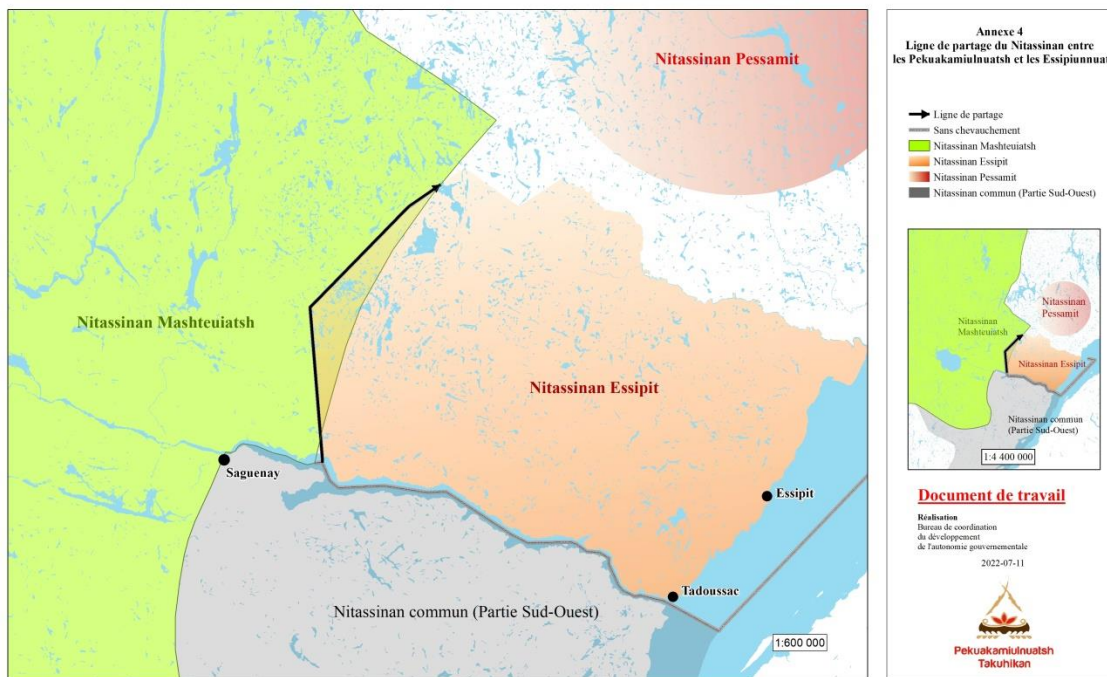 Nitassinan Pessamit
Nitassinan Mashteuiatsh
Nitassinan Essipit
Saguenay
Essipit
Tadoussac
Nitassinan commun (Partie Sud-Ouest)
1:600 000
Annexe 4
Ligne de partage du Nitassinan entre
les Pekuakamiulnuatsh et les Essipiunnuat
Ligne de partage
Sans chevauchement
Nitassinan Mashteuiatsh
Nitassinan Essipit
Nitassinan Pessamit
Nitassinan commun (Partie Sud-Ouest)
Nitassinan
Pessamit
Nitassinan
Mashteuiatsh
Nitassinan Essipit
Nitassinan commun
(Partie Sud-Ouest)
1:4 400 000
Document de travail
Réalisation
Bureau de coordination
du développement
de l'autonomie gouvernementale
2022-07-11
Pekuakamiulnuatsh
Takuhikan